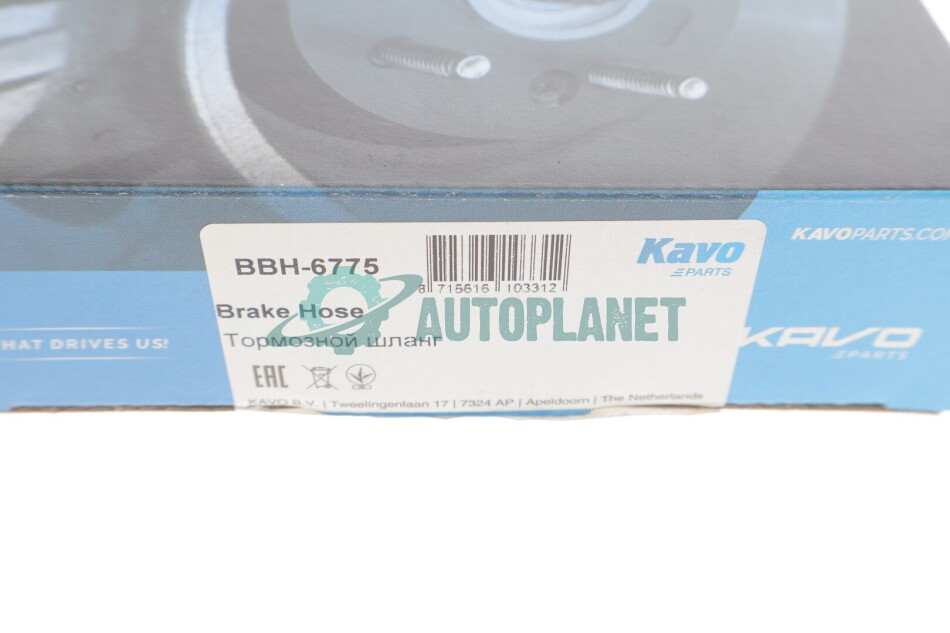 BBH-6775
8 715616 103312
Kavo
PARTS
KAVOPARTS.COM
Brake Hose
AUTOPLANET
Тормозной шланг
HAT DRIVES US!
KAVO
PARTS
EAC
KAVO B.V. | Tweelingenlaan 17 | 7324 AP | Apeldoorn | The Netherlands